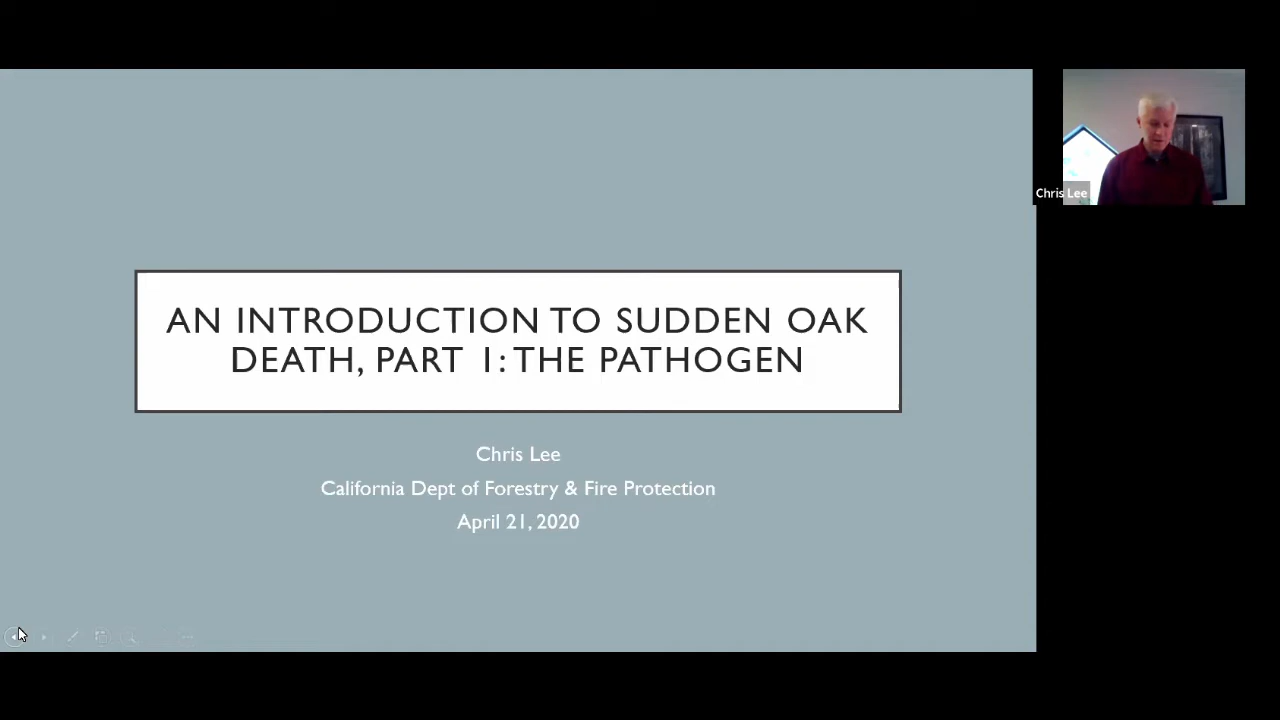 AN INTRODUCTION TO SUDDEN OAK
DEATH, PART 1: THE PATHOGEN
Chris Lee
California Dept of Forestry & Fire Protection
April 21, 2020
Chris Lee